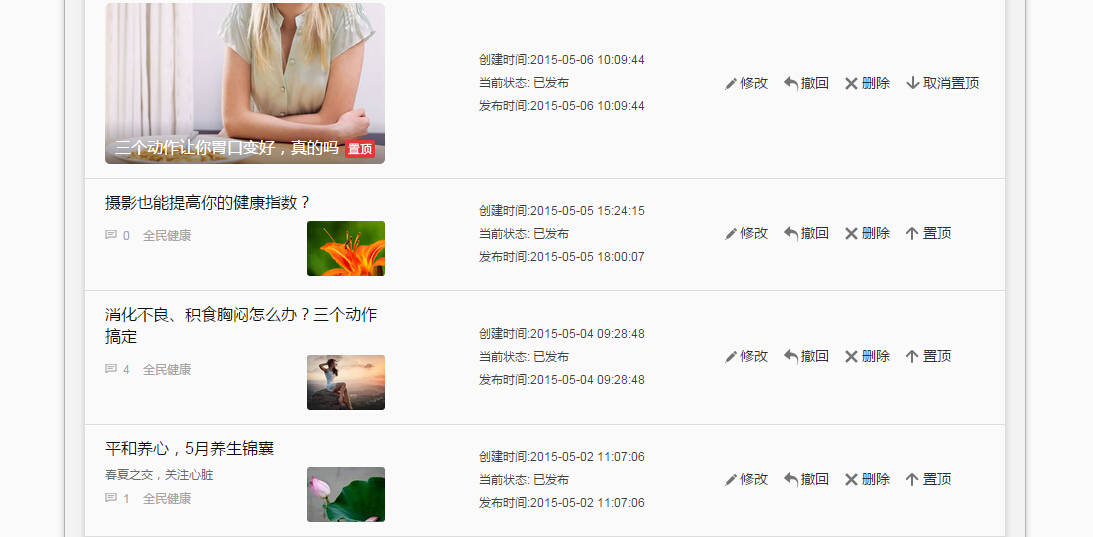 三个动作让你胃口变好，真的吗 置顶
创建时间:2015-05-06 10:09:44
当前状态: 已发布
发布时间:2015-05-06 10:09:44
修改 撤回 删除 取消置顶
摄影也能提高你的健康指数？
0 全民健康
创建时间:2015-05-05 15:24:15
当前状态: 已发布
发布时间:2015-05-05 18:00:07
修改 撤回 删除 置顶
消化不良、积食胸闷怎么办？三个动作
搞定
4 全民健康
创建时间:2015-05-04 09:28:48
当前状态: 已发布
发布时间:2015-05-04 09:28:48
修改 撤回 删除 置顶
平和养心，5月养生锦囊
春夏之交，关注心脏
1 全民健康
创建时间:2015-05-02 11:07:06
当前状态: 已发布
发布时间:2015-05-02 11:07:06
修改 撤回 删除 置顶